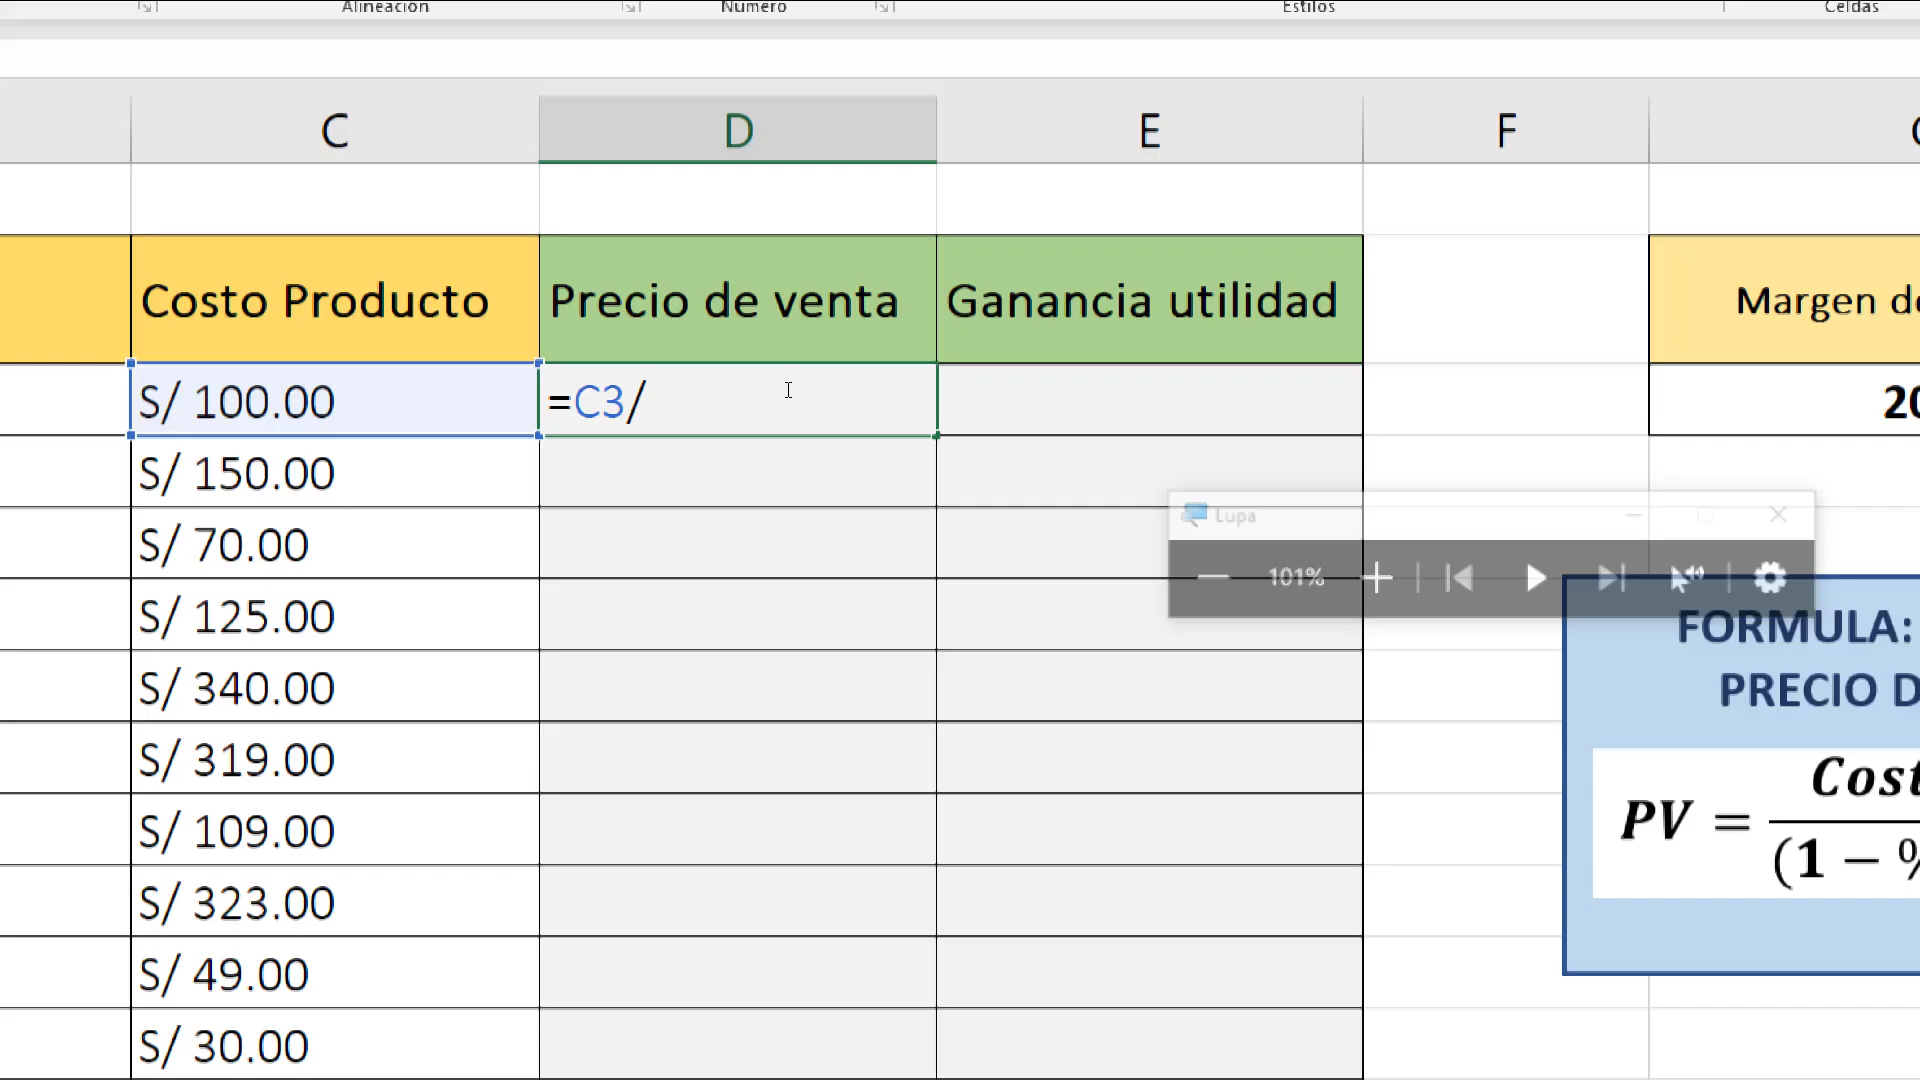 Alineación Número Estilos Celdas
C D E F
Costo Producto Precio de venta Ganancia utilidad Margen
S/ 100.00 =C3/ 20
S/ 150.00
Lupa
S/ 70.00
101%
S/ 125.00
FORMULA:
S/ 340.00
PRECIO D
S/ 319.00
Cost
PV =
S/ 109.00
(1 − %
S/ 323.00
S/ 49.00
S/ 30.00